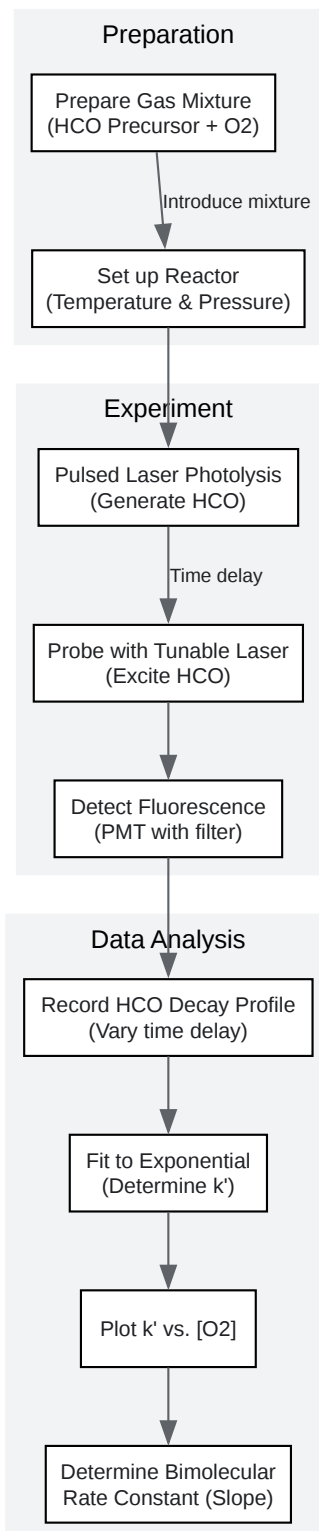 Preparation
Prepare Gas Mixture
(HCO Precursor + O2)
Introduce mixture
Set up Reactor
(Temperature & Pressure)
Experiment
Pulsed Laser Photolysis
(Generate HCO)
Time delay
Probe with Tunable Laser
(Excite HCO)
Detect Fluorescence
(PMT with filter)
Data Analysis
Record HCO Decay Profile
(Vary time delay)
Fit to Exponential
(Determine k')
Plot k' vs. [O2]
Determine Bimolecular
Rate Constant (Slope)